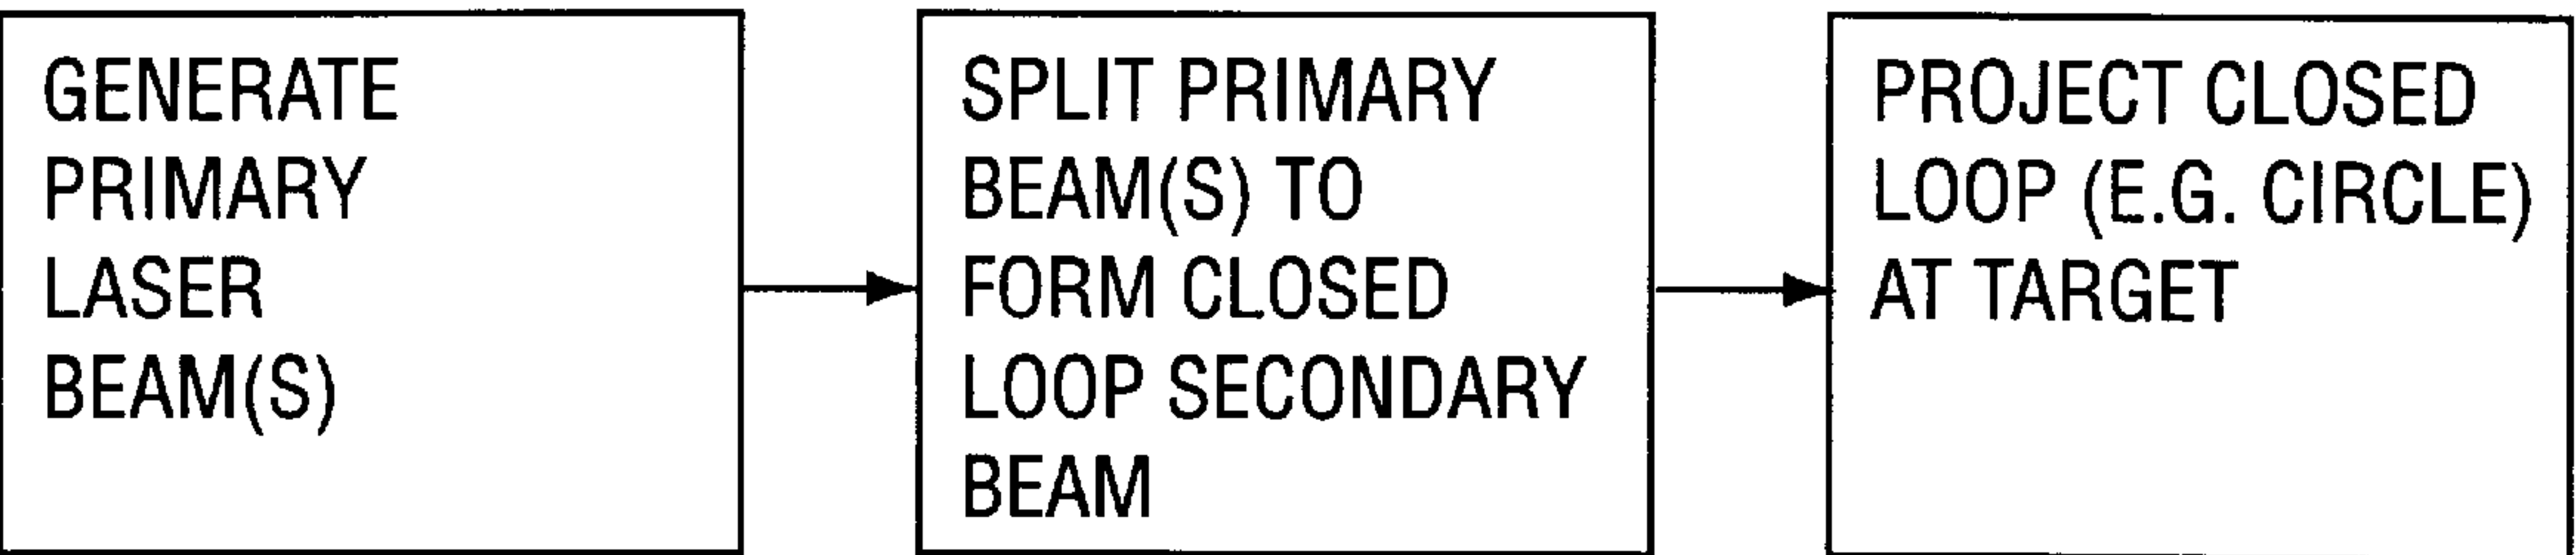 GENERATE
PRIMARY
LASER
BEAM(S)
SPLIT PRIMARY
BEAM(S) TO
FORM CLOSED
LOOP SECONDARY
BEAM
PROJECT CLOSED
LOOP (E.G. CIRCLE)
AT TARGET